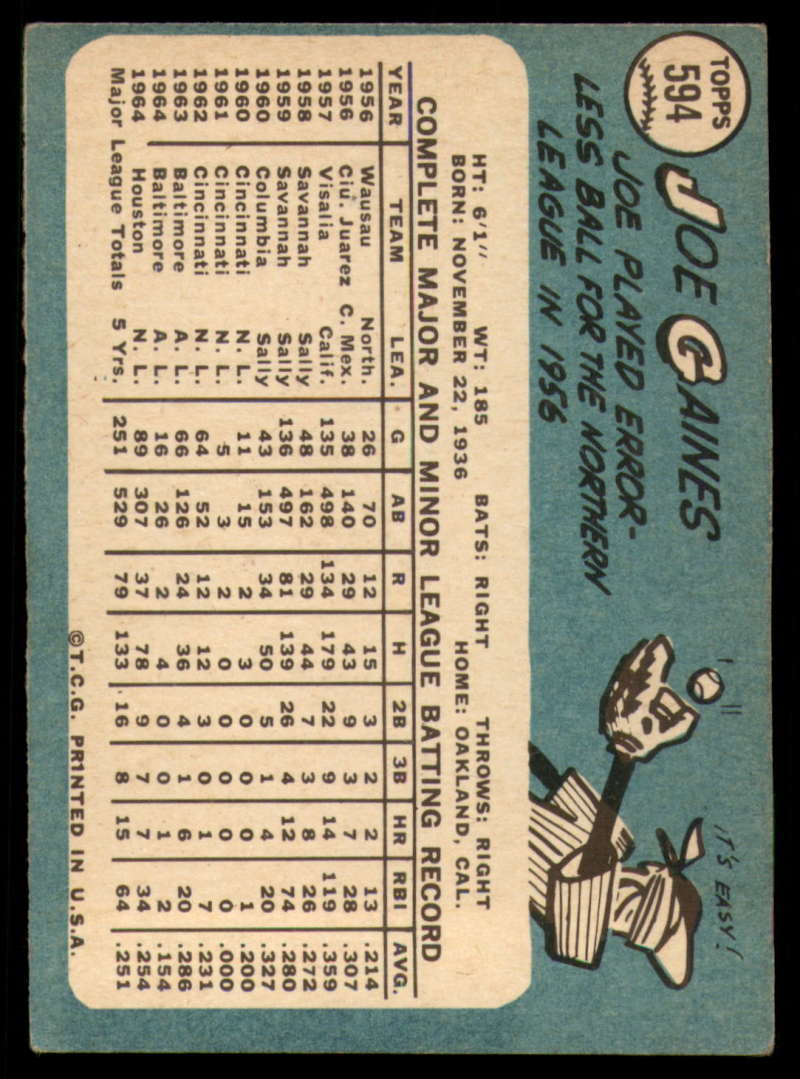 TOPPS
594
JOE GAINES
JOE PLAYED ERROR-
LESS BALL FOR THE NORTHERN
LEAGUE IN 1956
IT'S EASY!
HT: 6'1" WT: 185 BATS: RIGHT THROWS: RIGHT
BORN: NOVEMBER 22, 1936 HOME: OAKLAND, CAL.
COMPLETE MAJOR AND MINOR LEAGUE BATTING RECORD
YEAR TEAM LEA. G AB R H 2B 3B HR RBI AVG.
1956 Wausau North. 26 70 12 15 3 2 2 13 .214
1956 Ciu. Juarez C. Mex. 38 140 29 43 9 3 7 28 .307
1957 Visalia Calif. 135 498 134 179 22 9 14 119 .359
1958 Savannah Sally 48 162 29 44 7 3 8 26 .272
1959 Savannah Sally 136 497 81 139 26 4 12 74 .280
1960 Columbia Sally 43 153 34 50 5 1 4 20 .327
1960 Cincinnati N. L. 11 15 2 3 0 0 0 1 .200
1961 Cincinnati N. L. 5 3 2 0 0 0 0 0 .000
1962 Cincinnati N. L. 64 52 12 12 3 0 1 7 .231
1963 Baltimore A. L. 66 126 24 36 4 1 6 20 .286
1964 Baltimore A. L. 16 26 2 4 0 0 1 2 .154
1964 Houston N. L. 89 307 37 78 9 7 7 34 .254
Major League Totals 5 Yrs. 251 529 79 133 16 8 15 64 .251
©T.C.G. PRINTED IN U.S.A.